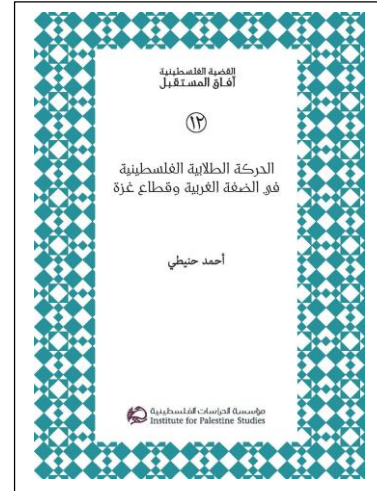 القضية الفلسطينية
آفاق المستقبل
١٢
الحركة الطلابية الفلسطينية
في الضفة الغربية وقطاع غزة
أحمد حنيطي
مؤسسة الدراسات الفلسطينية
Institute for Palestine Studies